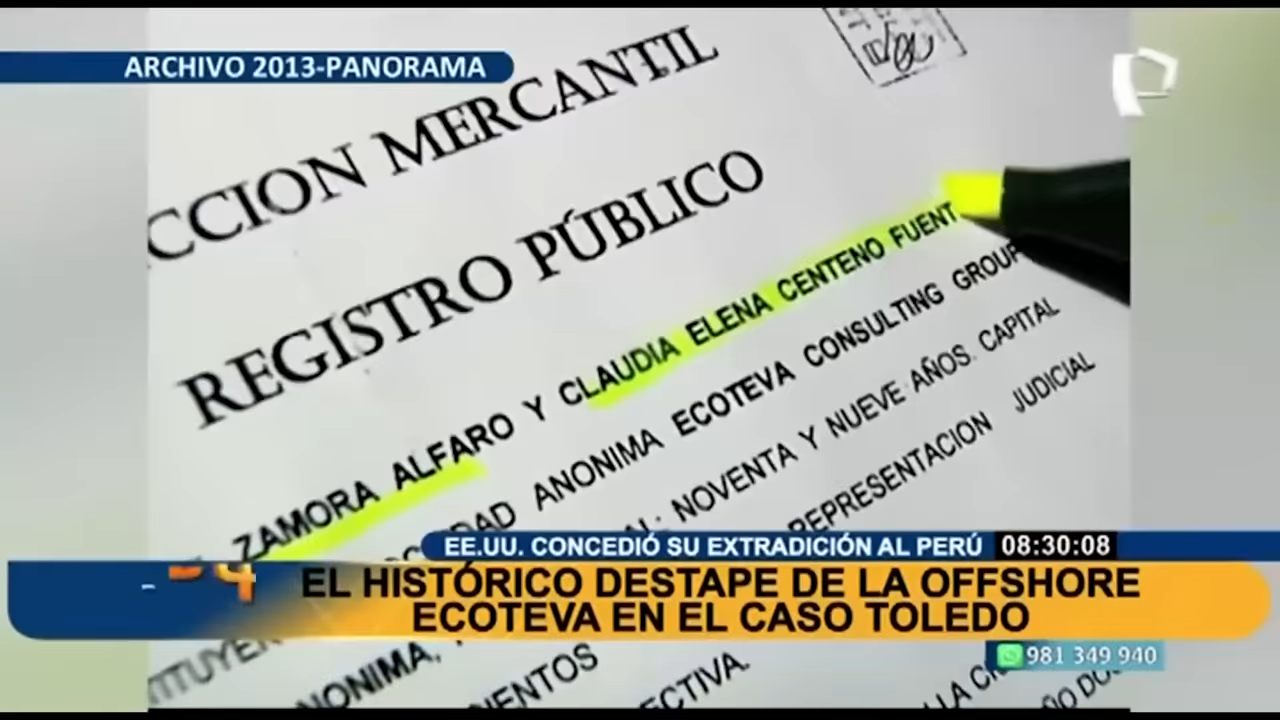 ARCHIVO 2013-PANORAMA
CCION MERCANTIL
REGISTRO PÚBLICO
ZAMORA ALFARO Y CLAUDIA ELENA CENTENO FUENT
ANONIMA ECOTEVA CONSULTING GROUP
NOVENTA Y NUEVE AÑOS. CAPITAL
REPRESENTACION JUDICIAL
EE.UU. CONCEDIÓ SU EXTRADICIÓN AL PERÚ 08:30:08
EL HISTÓRICO DESTAPE DE LA OFFSHORE
ECOTEVA EN EL CASO TOLEDO
981 349 940